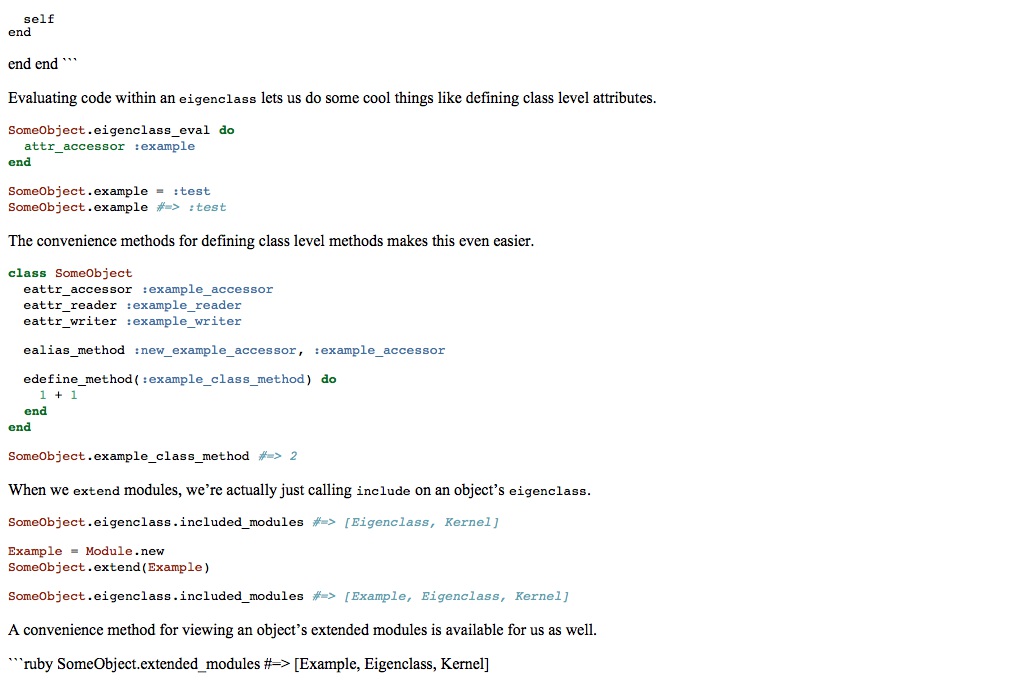 self
end
end end ```
Evaluating code within an eigenclass lets us do some cool things like defining class level attributes.
SomeObject.eigenclass_eval do
  attr_accessor :example
end
SomeObject.example = :test
SomeObject.example #=> :test
The convenience methods for defining class level methods makes this even easier.
class SomeObject
  eattr_accessor :example_accessor
  eattr_reader :example_reader
  eattr_writer :example_writer
  ealias_method :new_example_accessor, :example_accessor
  edefine_method(:example_class_method) do
    1 + 1
  end
end
SomeObject.example_class_method #=> 2
When we extend modules, we’re actually just calling include on an object’s eigenclass.
SomeObject.eigenclass.included_modules #=> [Eigenclass, Kernel]
Example = Module.new
SomeObject.extend(Example)
SomeObject.eigenclass.included_modules #=> [Example, Eigenclass, Kernel]
A convenience method for viewing an object’s extended modules is available for us as well.
```ruby SomeObject.extended_modules #=> [Example, Eigenclass, Kernel]